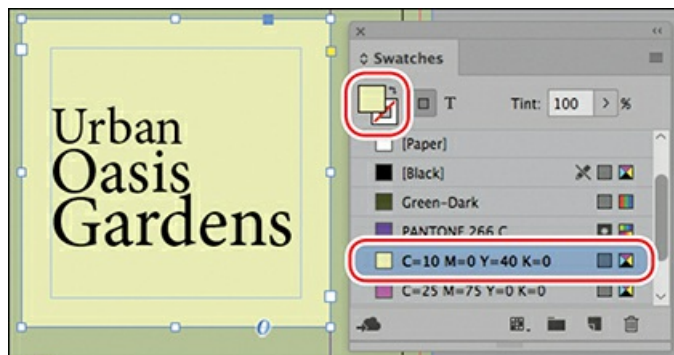 Urban
Oasis
Gardens
Swatches
T Tint: 100 > %
[Paper]
[Black]
Green-Dark
PANTONE 266 C
C=10 M=0 Y=40 K=0
C=25 M=75 Y=0 K=0